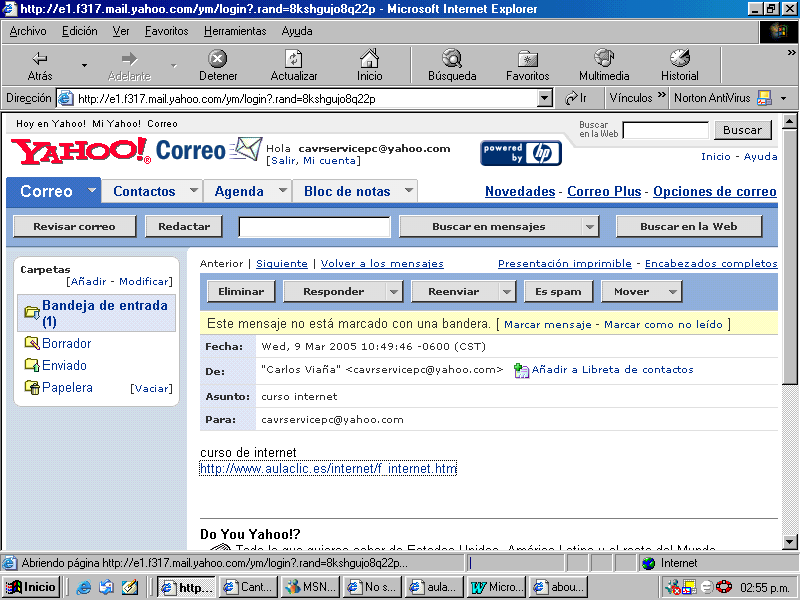 http://e1.f317.mail.yahoo.com/ym/login?.rand=8kshgujo8q22p - Microsoft Internet Explorer
Archivo Edición Ver Favoritos Herramientas Ayuda
Atrás Adelante Detener Actualizar Inicio Búsqueda Favoritos Multimedia Historial
Dirección http://e1.f317.mail.yahoo.com/ym/login?.rand=8kshgujo8q22p Ir Vínculos » Norton AntiVirus
Hoy en Yahoo! Mi Yahoo! Correo
Buscar en la Web Buscar
YAHOO! Correo
Hola cavrservicepc@yahoo.com
[Salir, Mi cuenta]
powered by hp
Inicio - Ayuda
Correo Contactos Agenda Bloc de notas
Novedades - Correo Plus - Opciones de correo
Revisar correo Redactar Buscar en mensajes Buscar en la Web
Carpetas
[Añadir - Modificar]
Bandeja de entrada
(1)
Borrador
Enviado
Papelera [Vaciar]
Anterior | Siguiente | Volver a los mensajes
Presentación imprimible - Encabezados completos
Eliminar Responder Reenviar Es spam Mover
Este mensaje no está marcado con una bandera. [ Marcar mensaje - Marcar como no leído ]
Fecha: Wed, 9 Mar 2005 10:49:46 -0600 (CST)
De: "Carlos Viaña" <cavrservicepc@yahoo.com> Añadir a Libreta de contactos
Asunto: curso internet
Para: cavrservicepc@yahoo.com
curso de internet
http://www.aulaclic.es/internet/f_internet.htm
Do You Yahoo!?
Todo lo que quieres saber de Estados Unidos, América Latina y el resto del Mundo.
Abriendo página http://e1.f317.mail.yahoo.com/ym/login?.rand=8kshgujo8q22p... Internet
Inicio http... Cant... MSN... No s... aula... Micro... abou... 02:55 p.m.